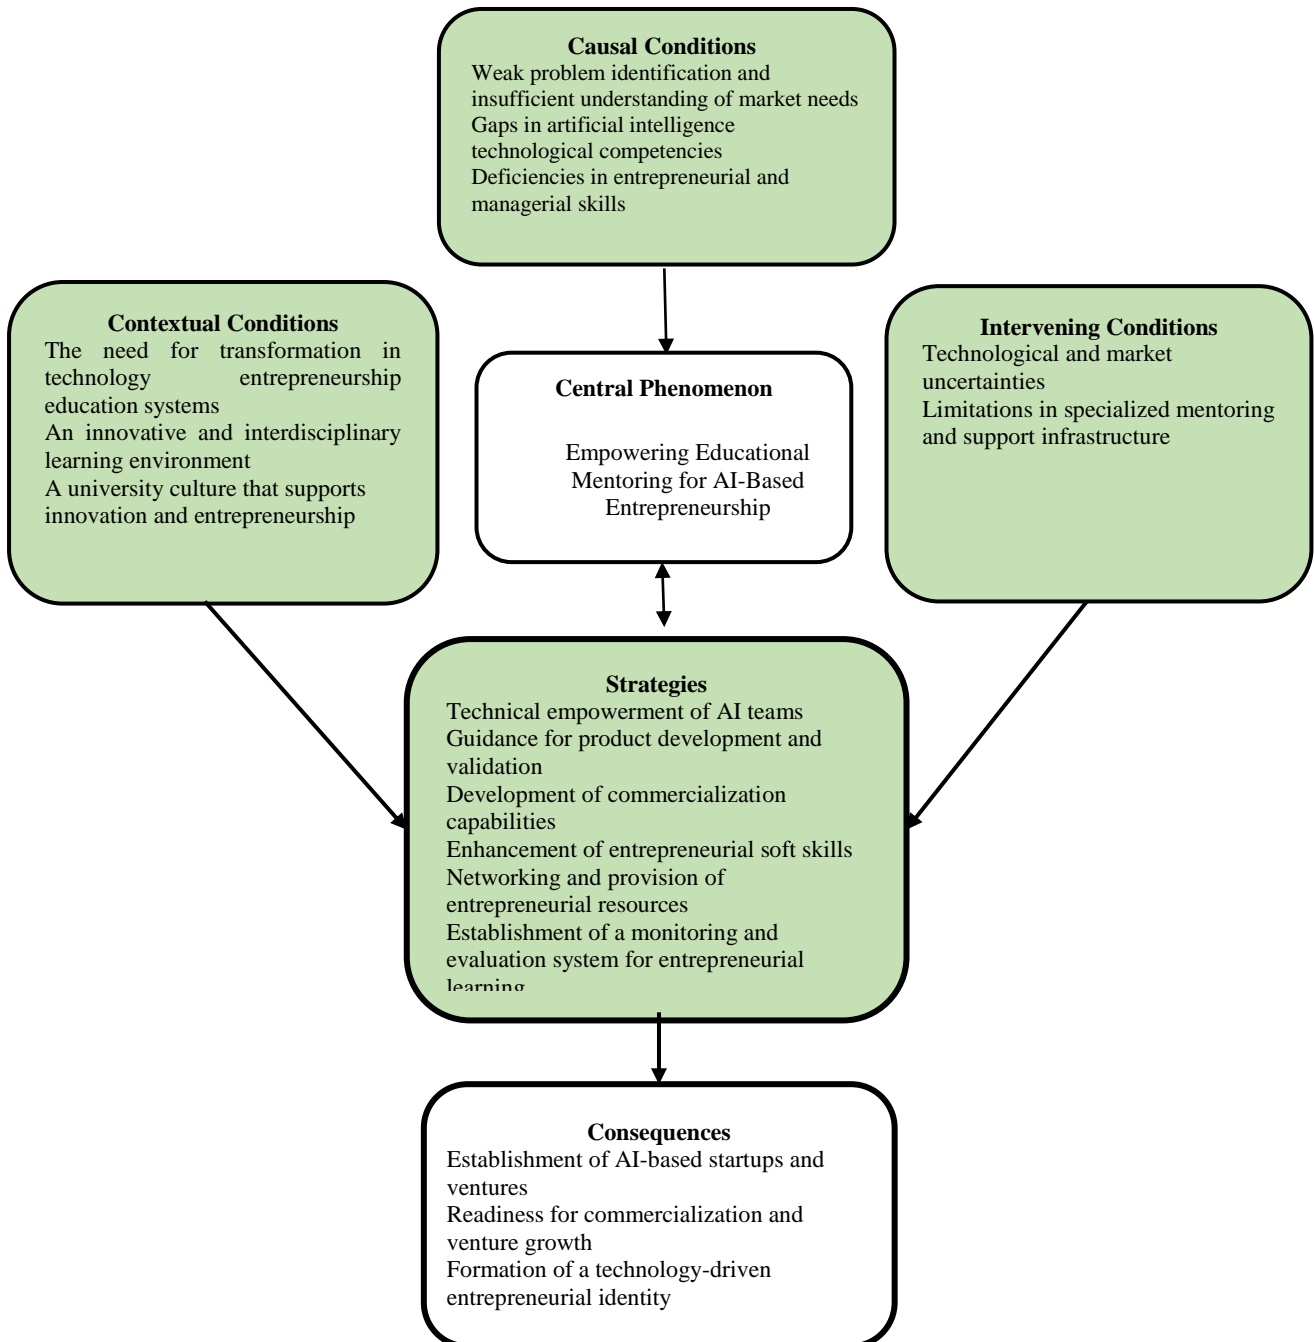 Causal Conditions
Weak problem identification and
insufficient understanding of market needs
Gaps in artificial intelligence
technological competencies
Deficiencies in entrepreneurial and
managerial skills
Contextual Conditions
The need for transformation in
technology entrepreneurship
education systems
An innovative and interdisciplinary
learning environment
A university culture that supports
innovation and entrepreneurship
Central Phenomenon
Empowering Educational
Mentoring for AI-Based
Entrepreneurship
Intervening Conditions
Technological and market
uncertainties
Limitations in specialized mentoring
and support infrastructure
Strategies
Technical empowerment of AI teams
Guidance for product development and
validation
Development of commercialization
capabilities
Enhancement of entrepreneurial soft skills
Networking and provision of
entrepreneurial resources
Establishment of a monitoring and
evaluation system for entrepreneurial
learning
Consequences
Establishment of AI-based startups and
ventures
Readiness for commercialization and
venture growth
Formation of a technology-driven
entrepreneurial identity